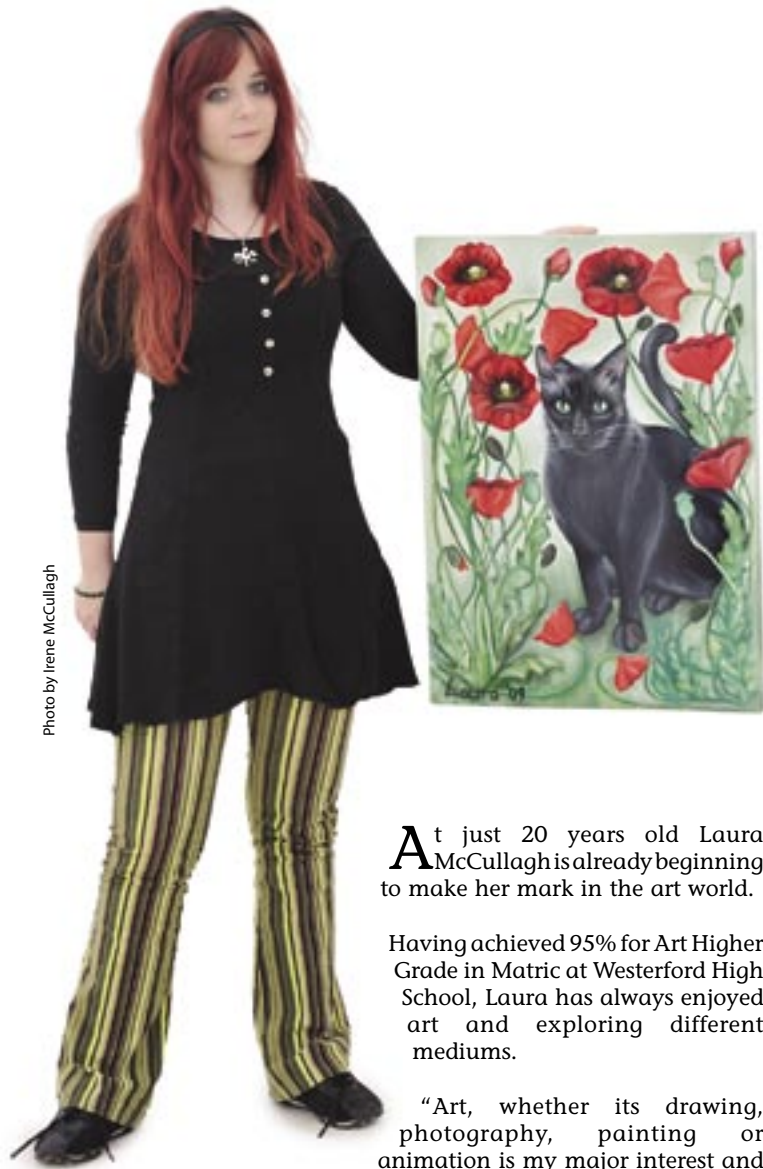 Photo by Irene McCullagh
Laura 09
At just 20 years old Laura
McCullagh is already beginning
to make her mark in the art world.
Having achieved 95% for Art Higher
Grade in Matric at Westerford High
School, Laura has always enjoyed
art and exploring different
mediums.
“Art, whether its drawing,
photography, painting or
animation is my major interest and